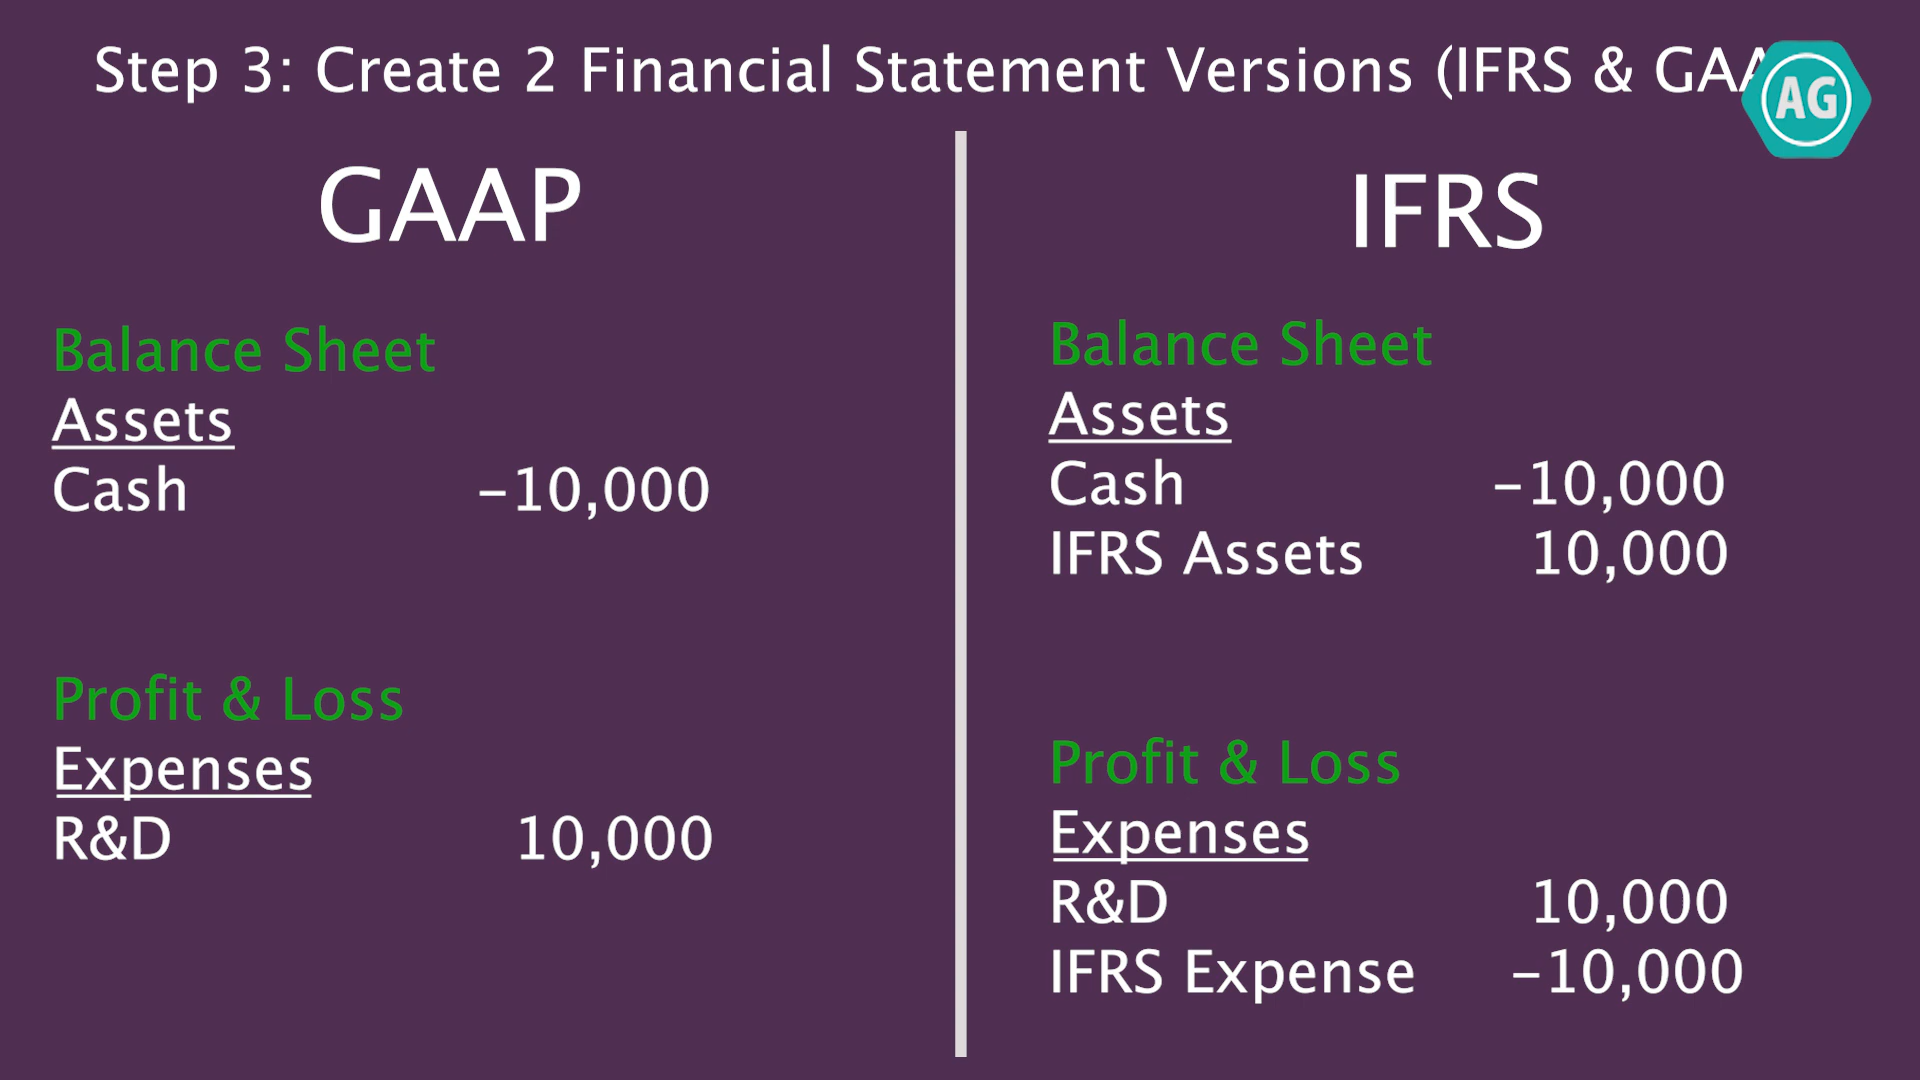 Step 3: Create 2 Financial Statement Versions (IFRS & GAA
AG
GAAP
Balance Sheet
Assets
Cash -10,000
Profit & Loss
Expenses
R&D 10,000
IFRS
Balance Sheet
Assets
Cash -10,000
IFRS Assets 10,000
Profit & Loss
Expenses
R&D 10,000
IFRS Expense -10,000